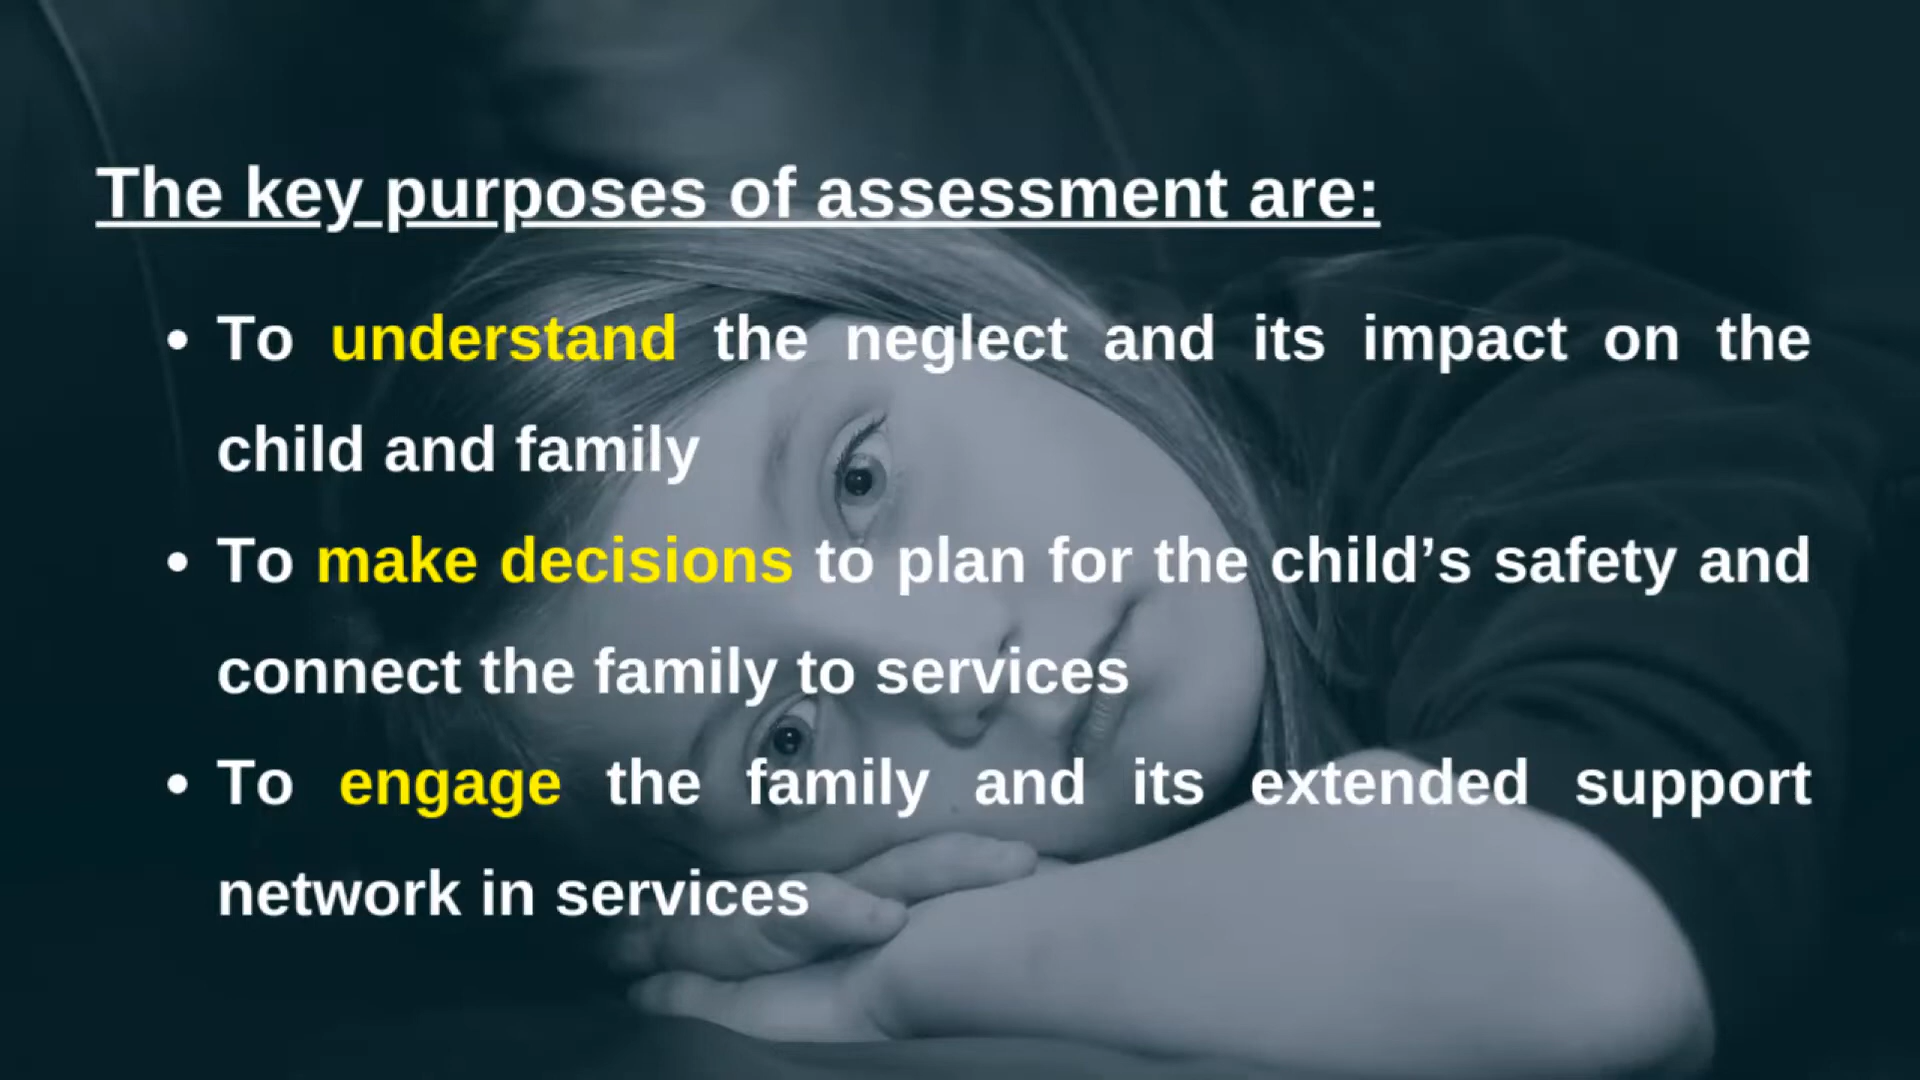 The key purposes of assessment are:
• To understand the neglect and its impact on the
child and family
• To make decisions to plan for the child’s safety and
connect the family to services
• To engage the family and its extended support
network in services